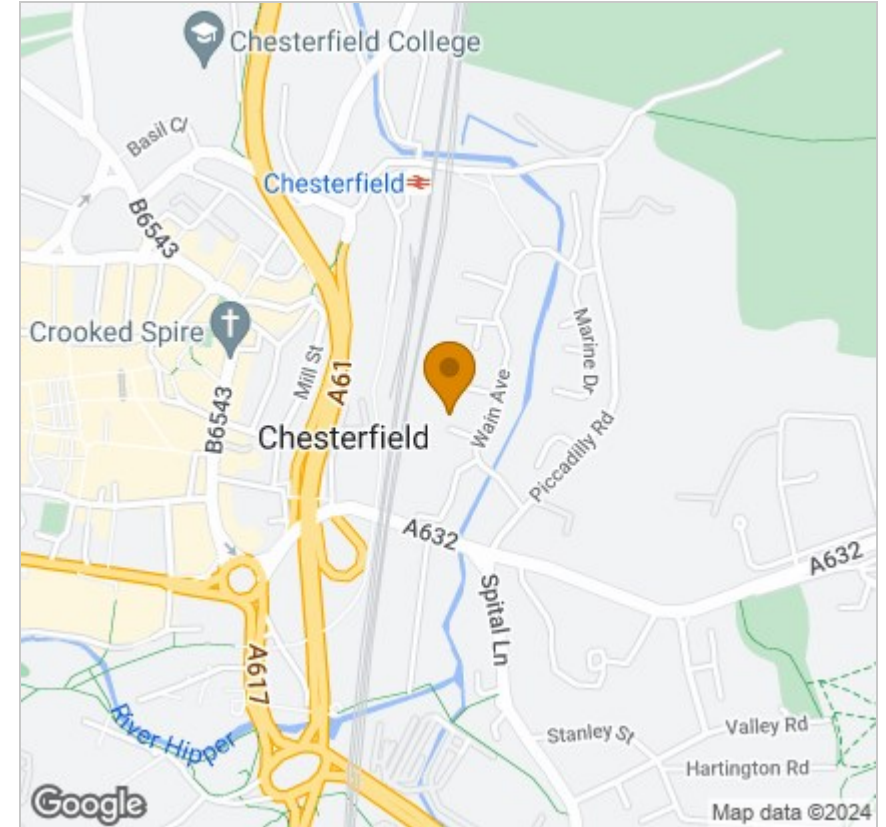 Chesterfield College
Basil Cl
Chesterfield
B6543
Crooked Spire
Mill St
A61
Marine Dr
B6543
Wain Ave
Chesterfield
Piccadilly Rd
A632
A632
Spital Ln
A617
River Hipper
Stanley St
Valley Rd
Hartington Rd
Google
Map data ©2024